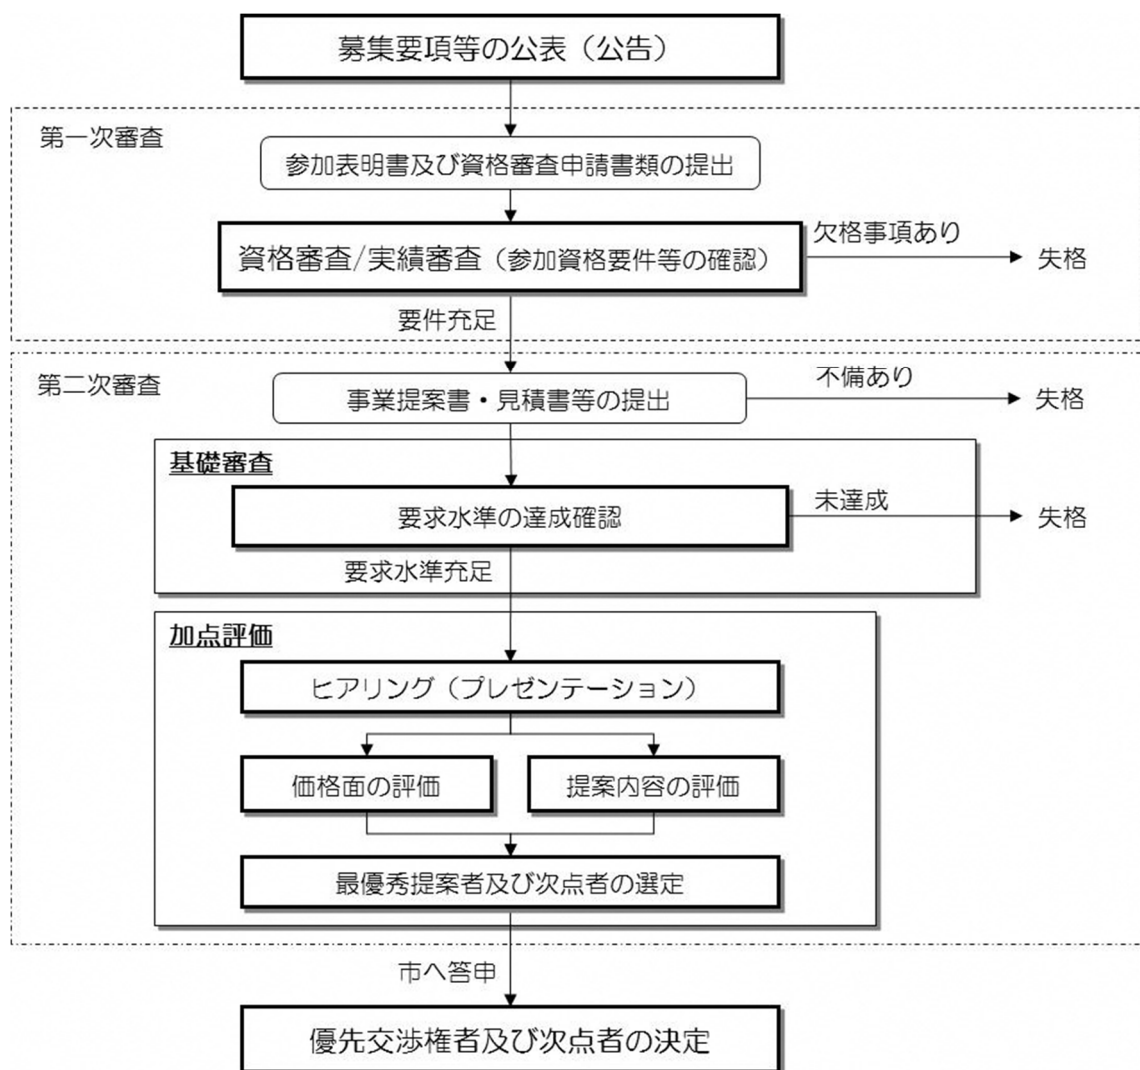 募集要項等の公表（公告）
第一次審査
参加表明書及び資格審査申請書類の提出
資格審査/実績審査（参加資格要件等の確認）
欠格事項あり
失格
要件充足
第二次審査
事業提案書・見積書等の提出
不備あり
失格
基礎審査
要求水準の達成確認
未達成
失格
要求水準充足
加点評価
ヒアリング（プレゼンテーション）
価格面の評価
提案内容の評価
最優秀提案者及び次点者の選定
市へ答申
優先交渉権者及び次点者の決定